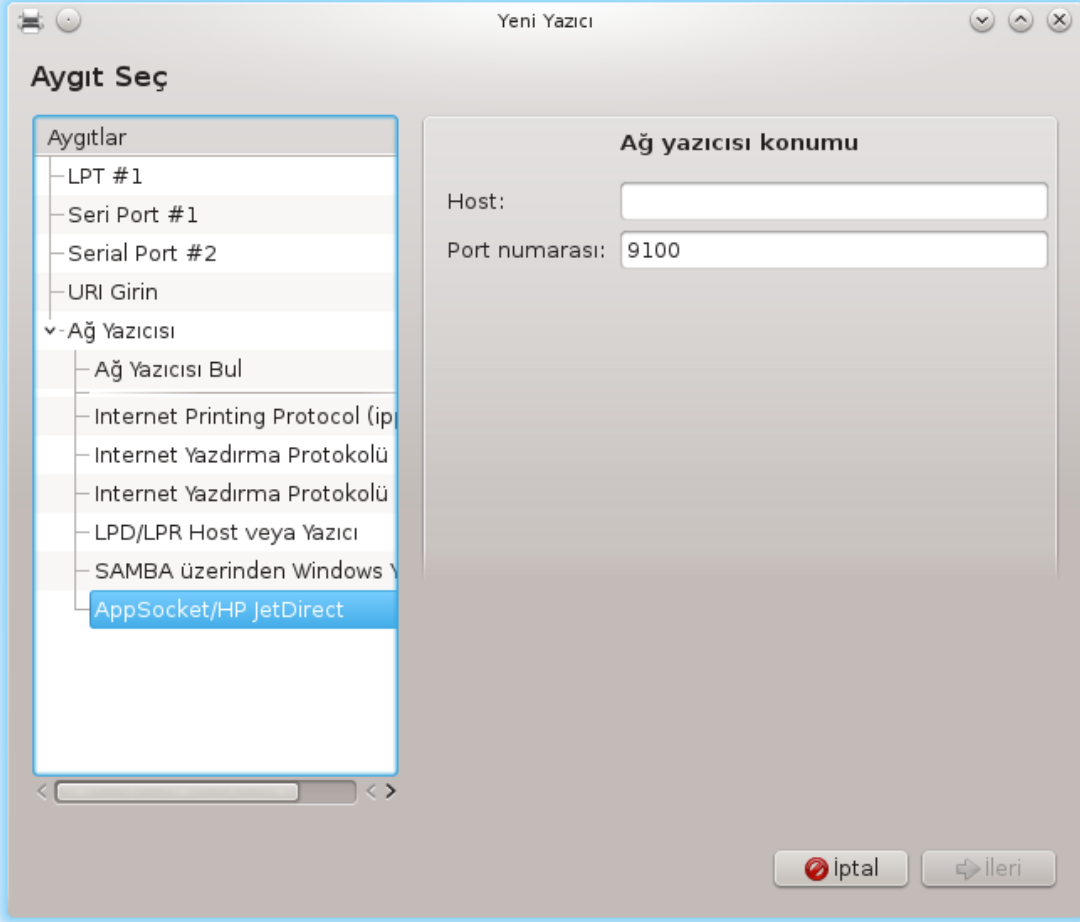 Yeni Yazıcı
Aygıt Seç
Aygıtlar
LPT #1
Seri Port #1
Serial Port #2
URI Girin
Ağ Yazıcısı
Ağ Yazıcısı Bul
Internet Printing Protocol
Internet Yazdırma Protokolü
Internet Yazdırma Protokolü
LPD/LPR Host veya Yazıcı
SAMBA üzerinden Windows
AppSocket/HP JetDirect
Ağ yazıcısı konumu
Host:
Port numarası: 9100
İptal
İleri